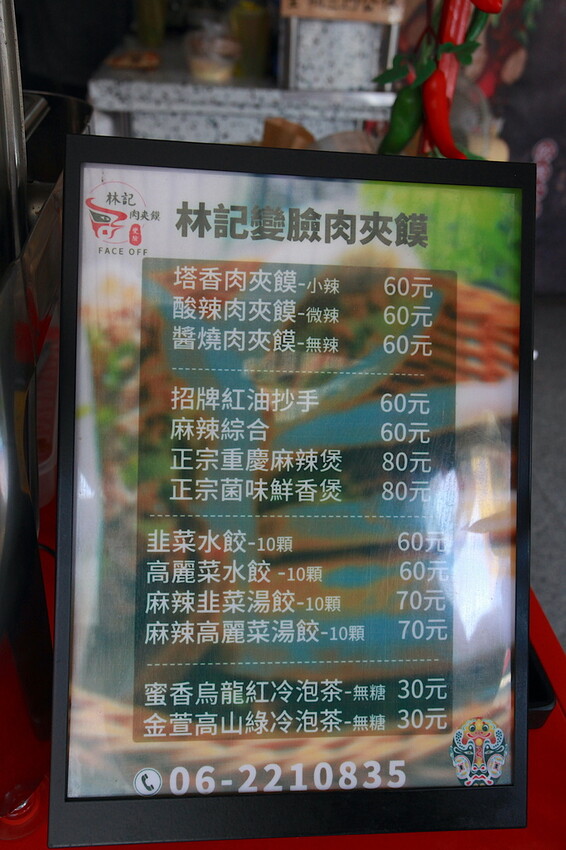 林記
肉夾饃
FACE OFF
林記變臉肉夾饃
塔香肉夾饃-小辣 60元
酸辣肉夾饃-微辣 60元
醬燒肉夾饃-無辣 60元
招牌紅油抄手 60元
麻辣綜合 60元
正宗重慶麻辣煲 80元
正宗菌味鮮香煲 80元
韭菜水餃-10顆 60元
高麗菜水餃-10顆 60元
麻辣韭菜湯餃-10顆 70元
麻辣高麗菜湯餃-10顆 70元
蜜香烏龍紅冷泡茶-無糖 30元
金萱高山綠冷泡茶-無糖 30元
06-2210835